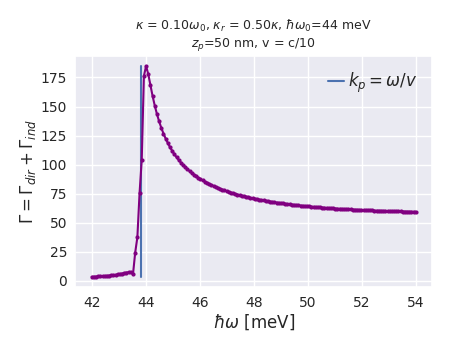 κ = 0.10ω₀, κᵣ = 0.50κ, ħω₀=44 meV
zₚ=50 nm, v = c/10
kₚ = ω/v
Γ = Γ_dir + Γ_ind
175
150
125
100
75
50
25
0
42 44 46 48 50 52 54
ħω [meV]